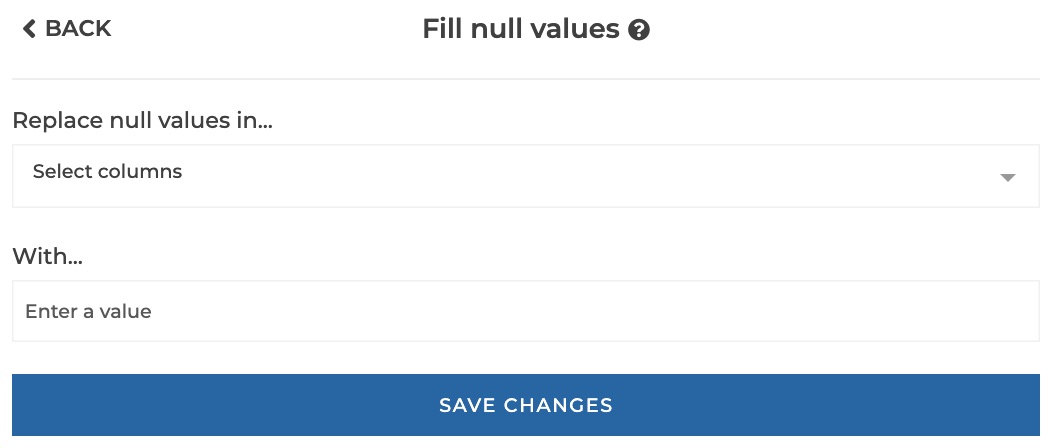 BACK
Fill null values ?
Replace null values in...
Select columns
With...
Enter a value
SAVE CHANGES